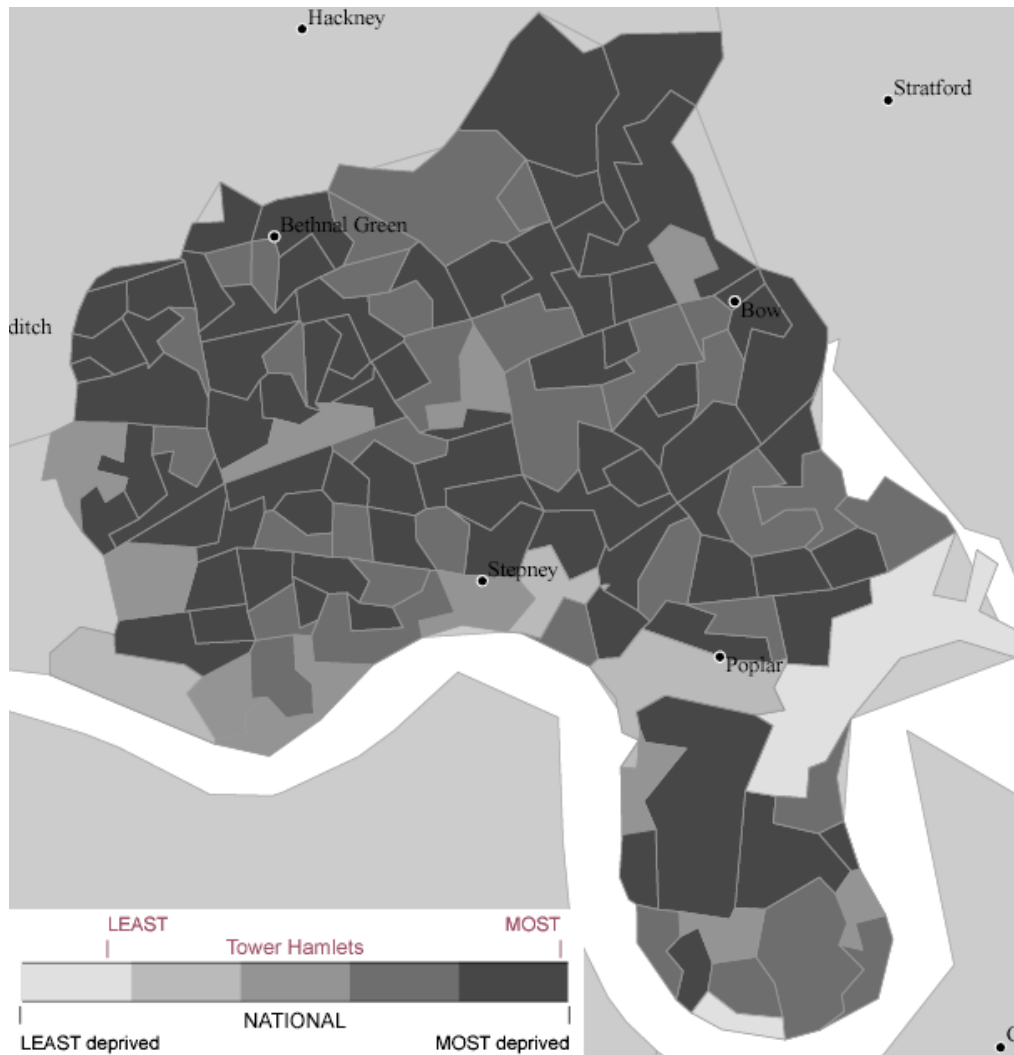 Hackney
Stratford
Bethnal Green
Bow
ditch
Stepney
Poplar
LEAST
MOST
Tower Hamlets
NATIONAL
LEAST deprived
MOST deprived